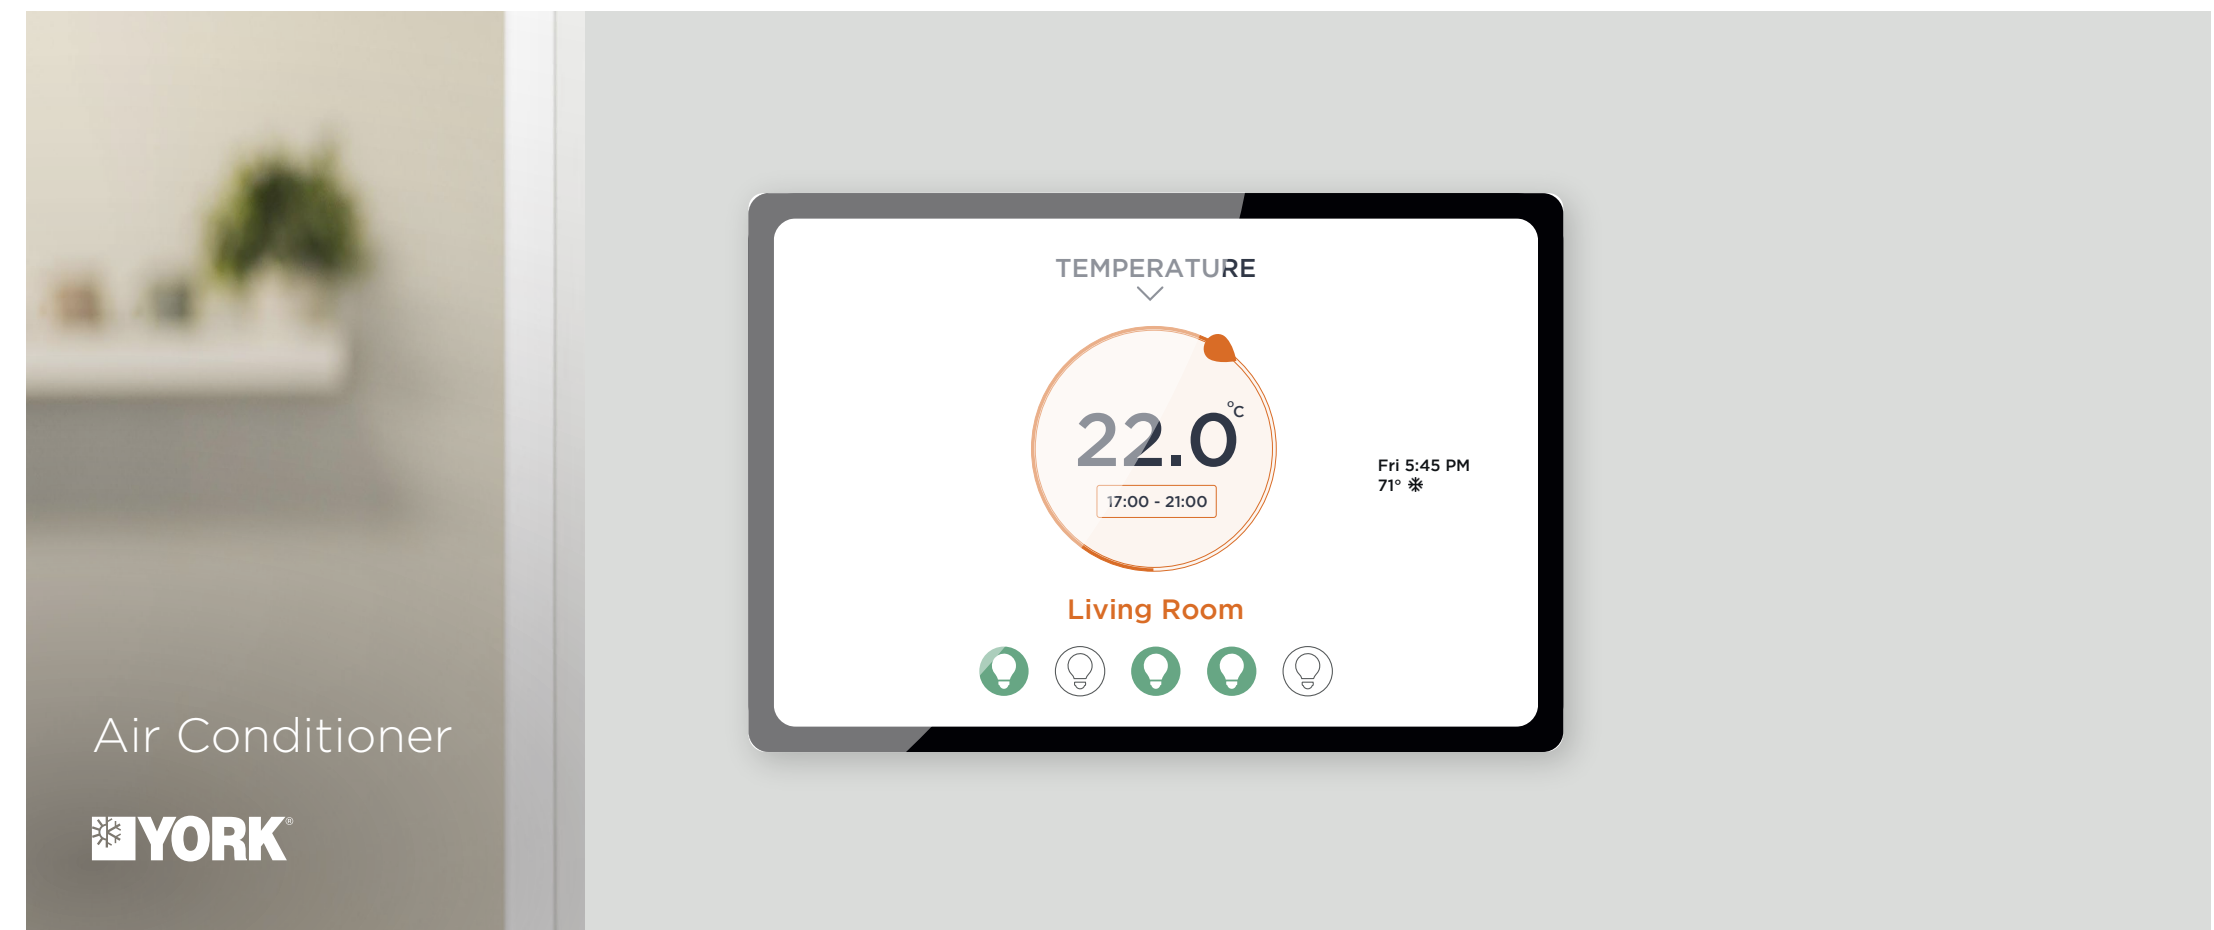 TEMPERATURE
22.0°C
17:00 - 21:00
Fri 5:45 PM
71°
Living Room
Air Conditioner
YORK®